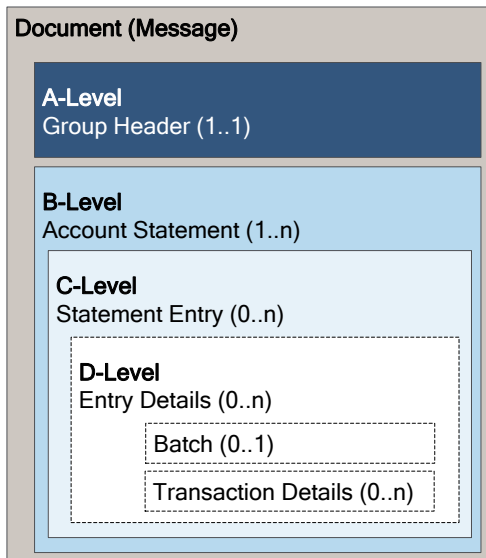 Document (Message)
A-Level
Group Header (1..1)
B-Level
Account Statement (1..n)
C-Level
Statement Entry (0..n)
D-Level
Entry Details (0..n)
Batch (0..1)
Transaction Details (0..n)